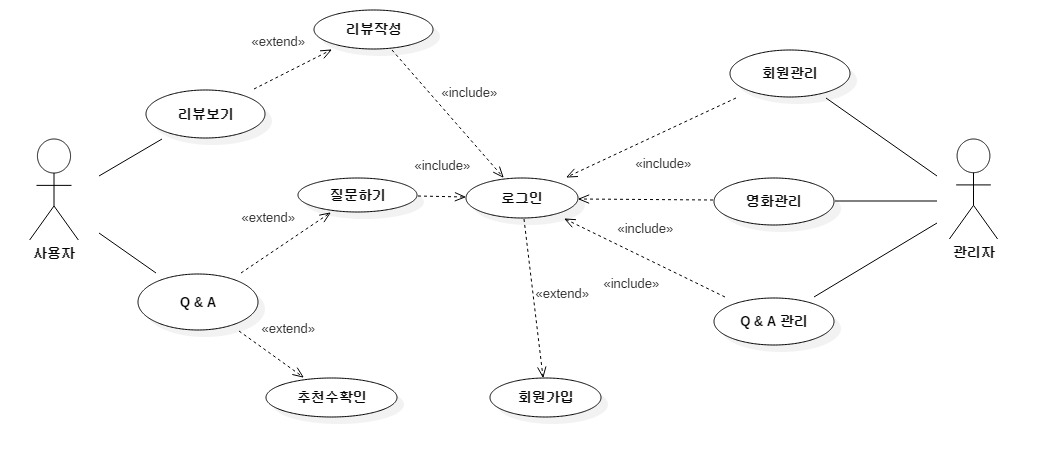 리뷰작성
«extend»
회원관리
«include»
리뷰보기
«include»
«include»
질문하기
로그인
영화관리
«extend»
«include»
사용자
관리자
«include»
«extend»
Q & A
Q & A 관리
«extend»
추천수확인
회원가입